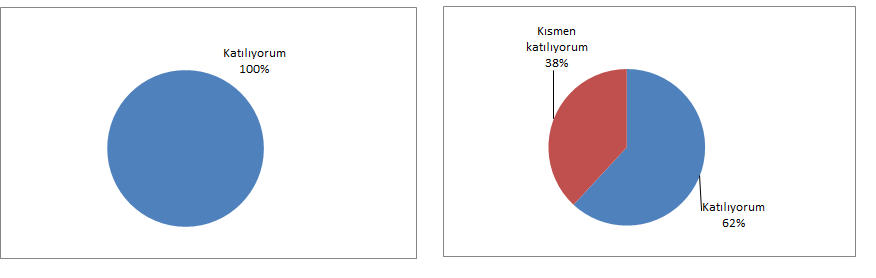 Katılıyorum
100%
Kısmen
katılıyorum
38%
Katılıyorum
62%